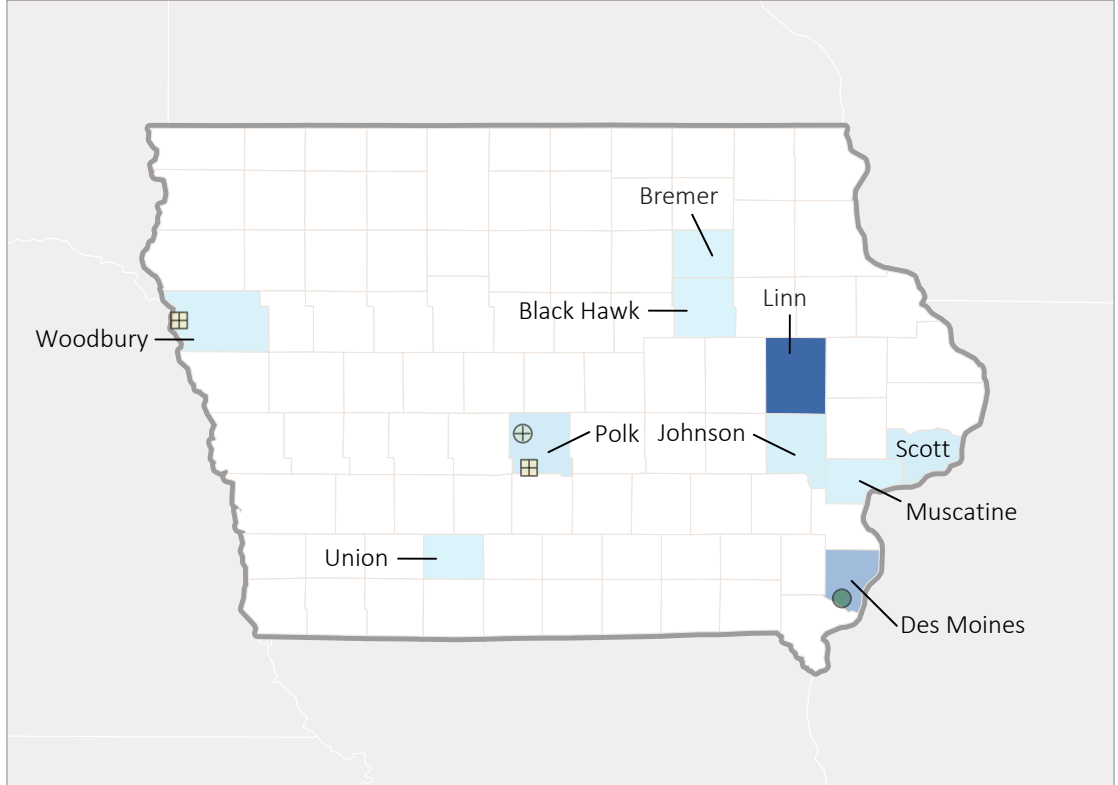 Bremer
Linn
Black Hawk
Woodbury
Polk
Johnson
Scott
Muscatine
Union
Des Moines